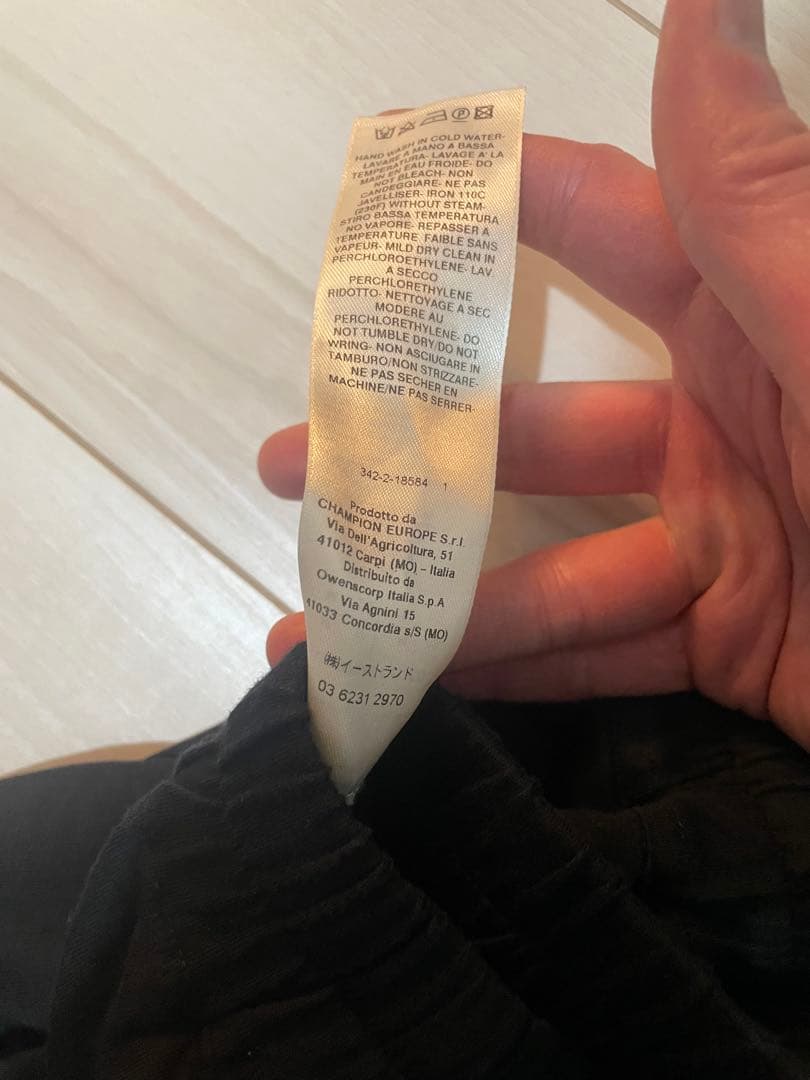 HAND WASH IN COLD WATER-
LAVARE A MANO A BASSA
TEMPERATURA- LAVAGE A' LA
MAIN EN EAU FROIDE- DO
NOT BLEACH- NON
CANDEGGIARE- NE PAS
JAVELLISER- IRON 110C
(230F) WITHOUT STEAM-
STIRO BASSA TEMPERATURA
NO VAPORE- REPASSER A
TEMPERATURE FAIBLE SANS
VAPEUR- MILD DRY CLEAN IN
PERCHLOROETHYLENE- LAV.
A SECCO
PERCHLORETHYLENE
RIDOTTO- NETTOYAGE A SEC
MODERE AU
PERCHLORETHYLENE- DO
NOT TUMBLE DRY/DO NOT
WRING- NON ASCIUGARE IN
TAMBURO/NON STRIZZARE-
NE PAS SECHER EN
MACHINE/NE PAS SERRER-
342-2-18584 1
Prodotto da
CHAMPION EUROPE S.r.l.
Via Dell'Agricoltura, 51
41012 Carpi (MO) – Italia
Distribuito da
Owenscorp Italia S.p.A
Via Agnini 15
41033 Concordia s/S (MO)
㈱イーストランド
03 6231 2970